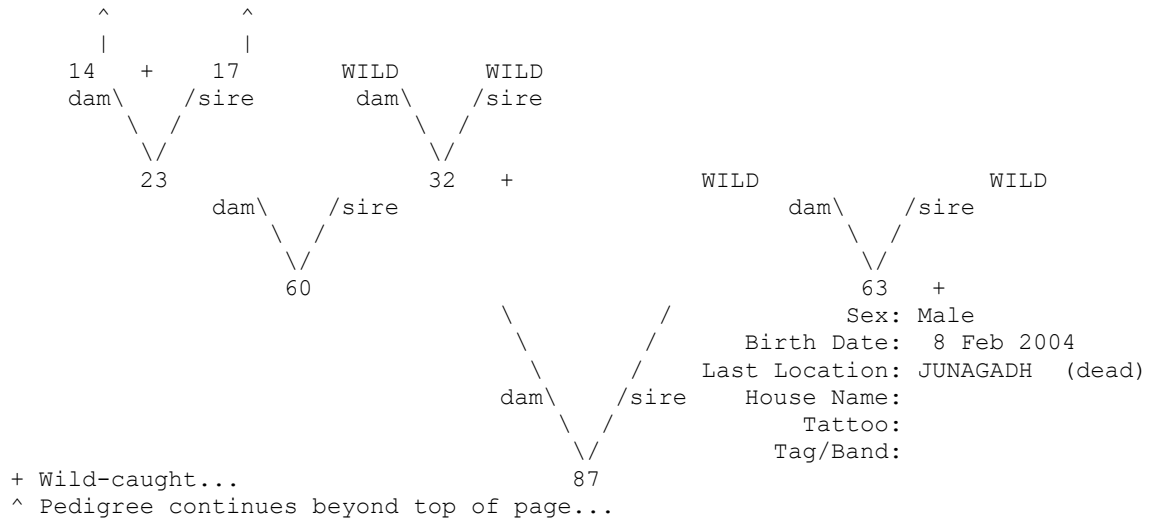 ^ ^
| |
14 + 17 WILD WILD
dam\ /sire dam\ /sire
\ / \ /
\/ \/
23 32 + WILD WILD
dam\ /sire dam\ /sire
\ / \ /
\/ \/
60 63 +
\ / Sex: Male
\ / Birth Date: 8 Feb 2004
\ / Last Location: JUNAGADH (dead)
dam\ /sire House Name:
\ / Tattoo:
\/ Tag/Band:
+ Wild-caught... 87
^ Pedigree continues beyond top of page...